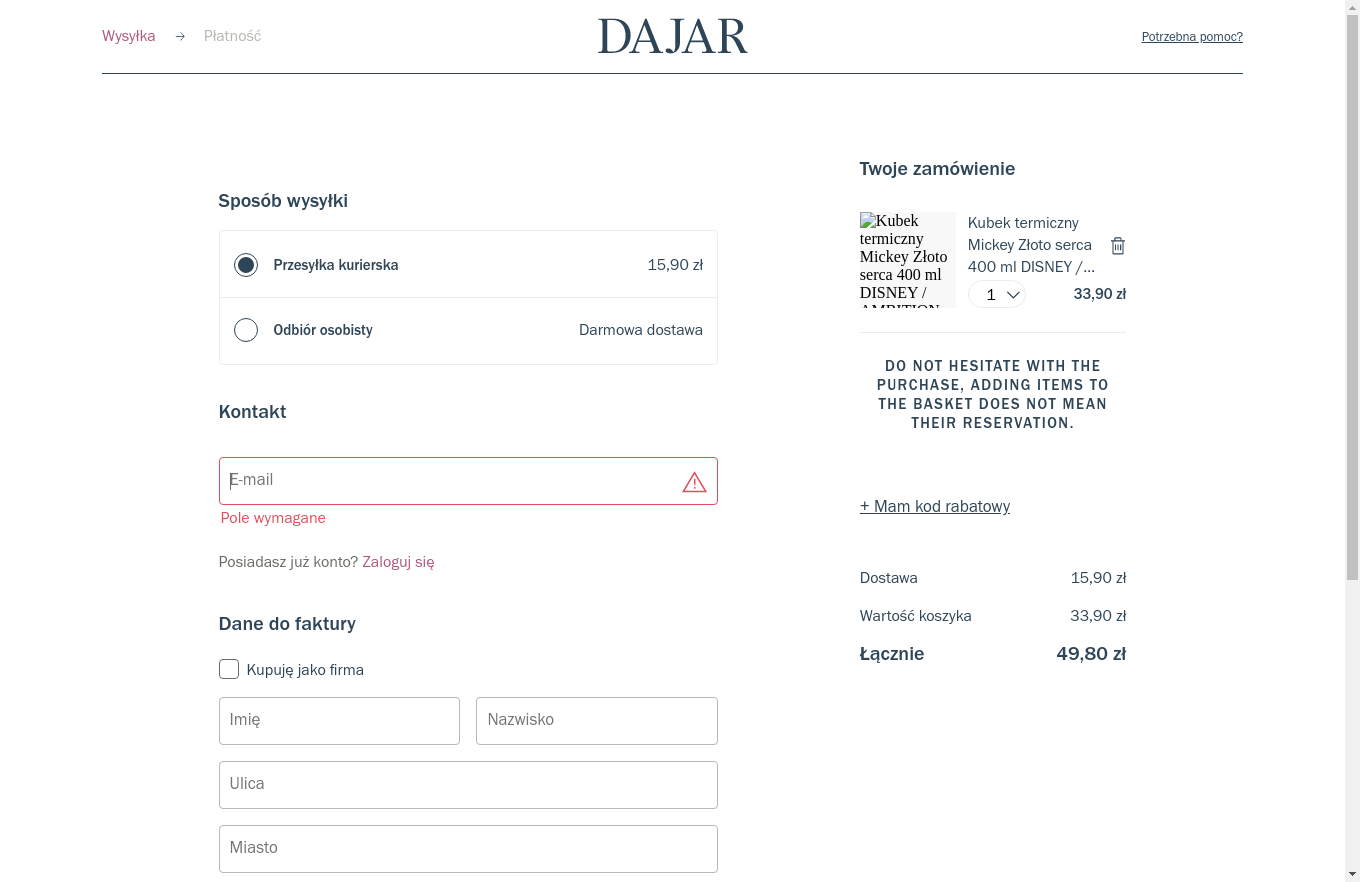 Wysyłka
Płatność
DAJAR
Potrzebna pomoc?
Sposób wysyłki
Przesyłka kurierska
15,90 zł
Odbiór osobisty
Darmowa dostawa
Kontakt
E-mail
Pole wymagane
Posiadasz już konto? Zaloguj się
Dane do faktury
Kupuję jako firma
Imię
Nazwisko
Ulica
Miasto
Twoje zamówienie
Kubek
termiczny
Mickey Złoto
serca 400 ml
DISNEY /
AMBITION
Kubek termiczny
Mickey Złoto serca
400 ml DISNEY /...
1
33,90 zł
DO NOT HESITATE WITH THE
PURCHASE, ADDING ITEMS TO
THE BASKET DOES NOT MEAN
THEIR RESERVATION.
+ Mam kod rabatowy
Dostawa
15,90 zł
Wartość koszyka
33,90 zł
Łącznie
49,80 zł